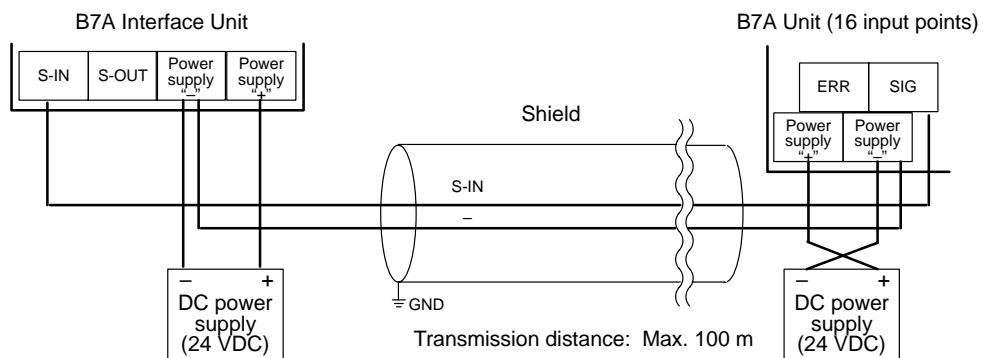 B7A Interface Unit
S-IN
S-OUT
Power
supply
“–”
Power
supply
“+”
B7A Unit (16 input points)
ERR
SIG
Power
supply
“+”
Power
supply
“–”
Shield
S-IN
–
GND
– +
DC power
supply
(24 VDC)
– +
DC power
supply
(24 VDC)
Transmission distance: Max. 100 m